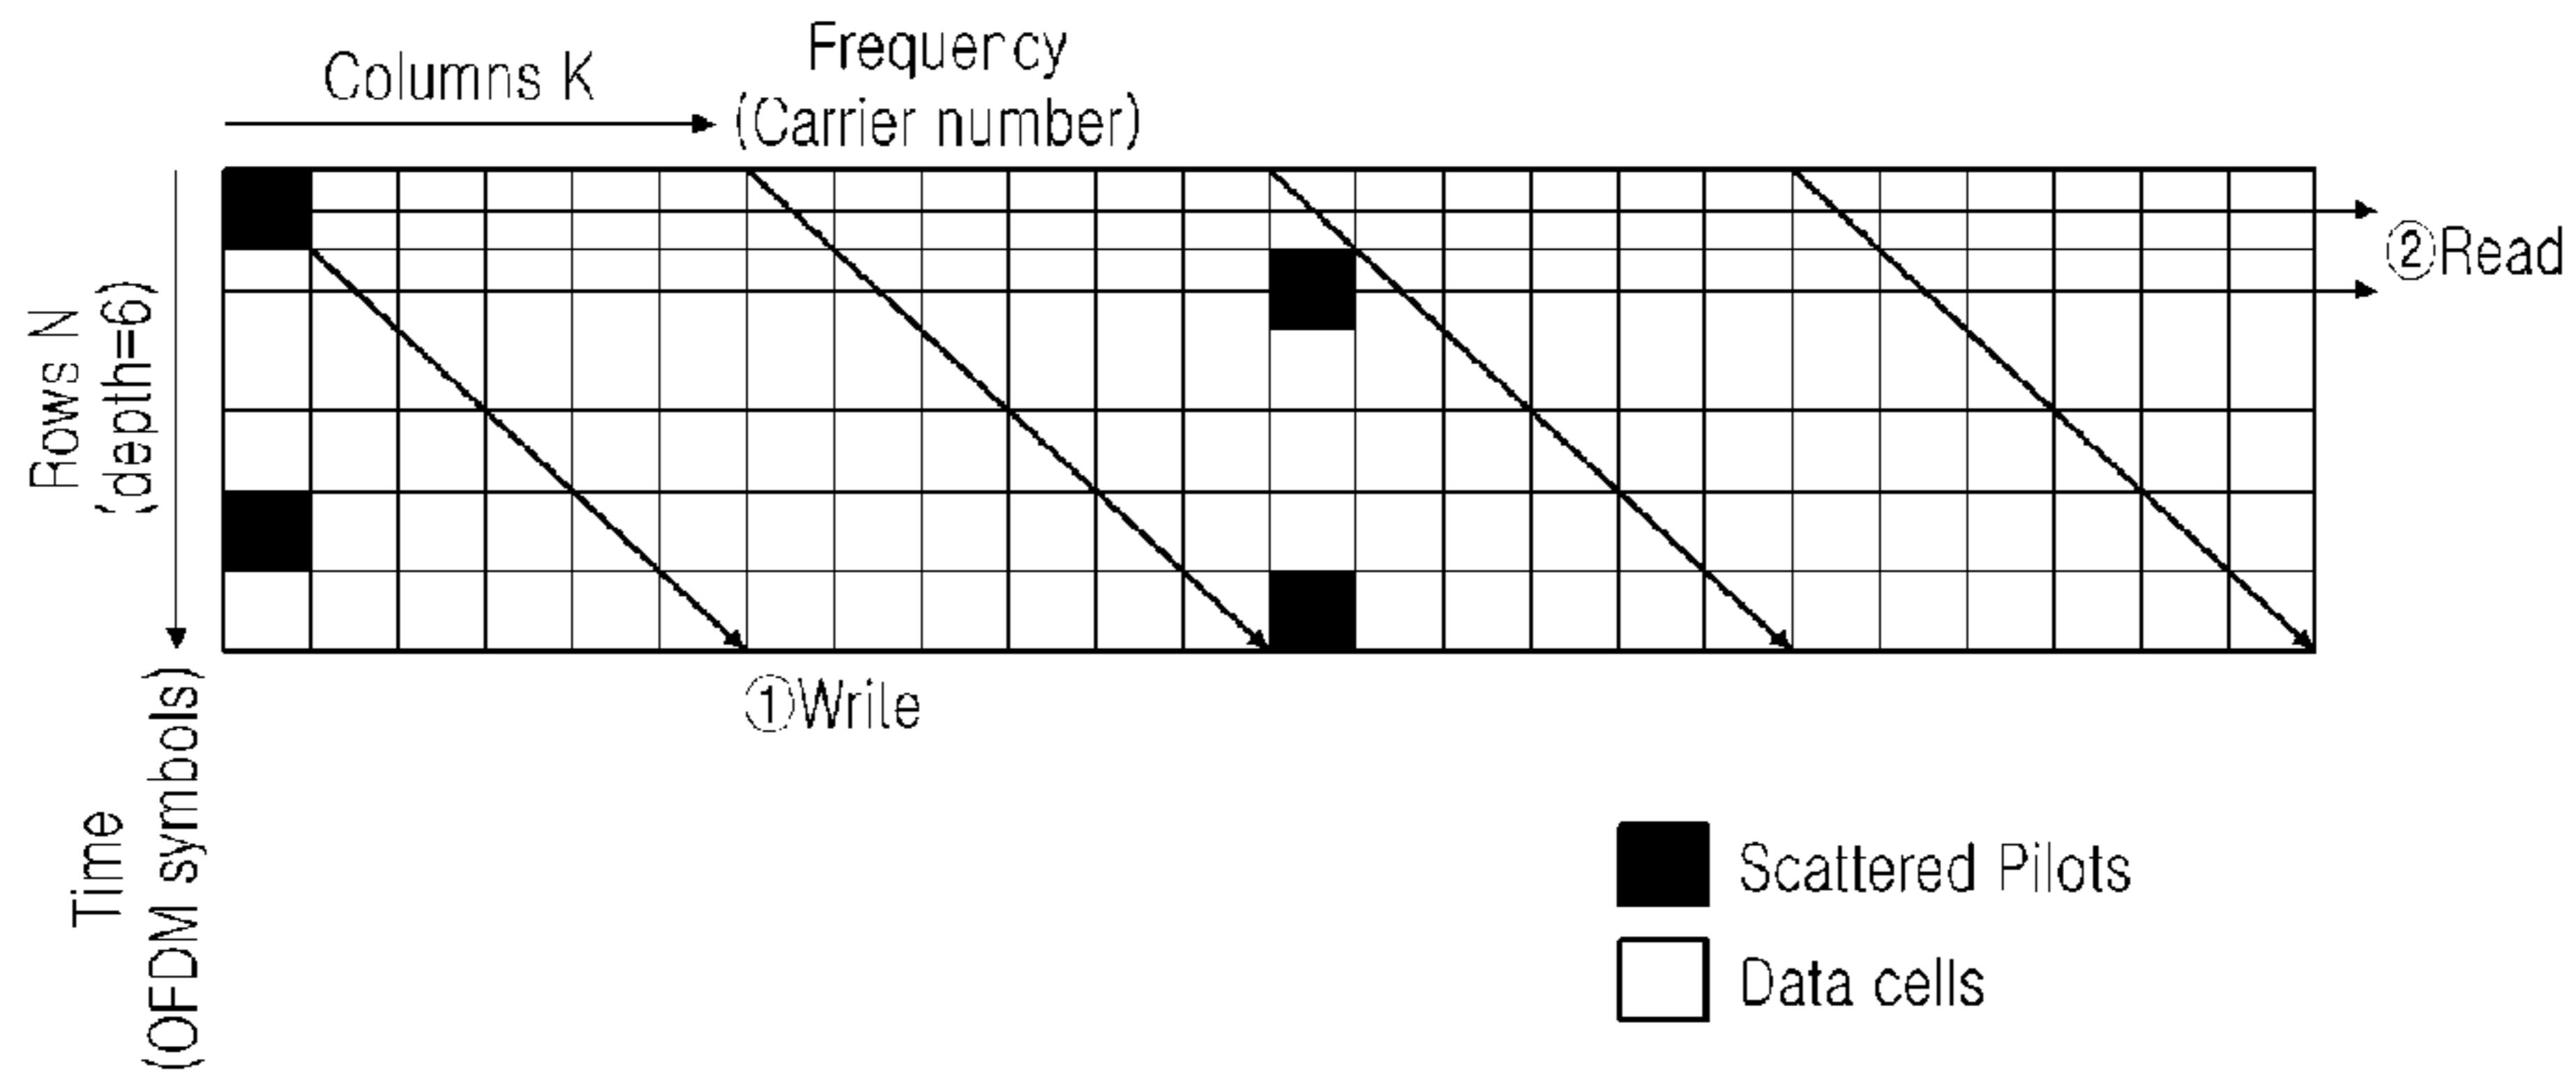 Columns K
Frequency
(Carrier number)
Rows N
(depth=6)
②Read
①Write
Time
(OFDM symbols)
Scattered Pilots
Data cells